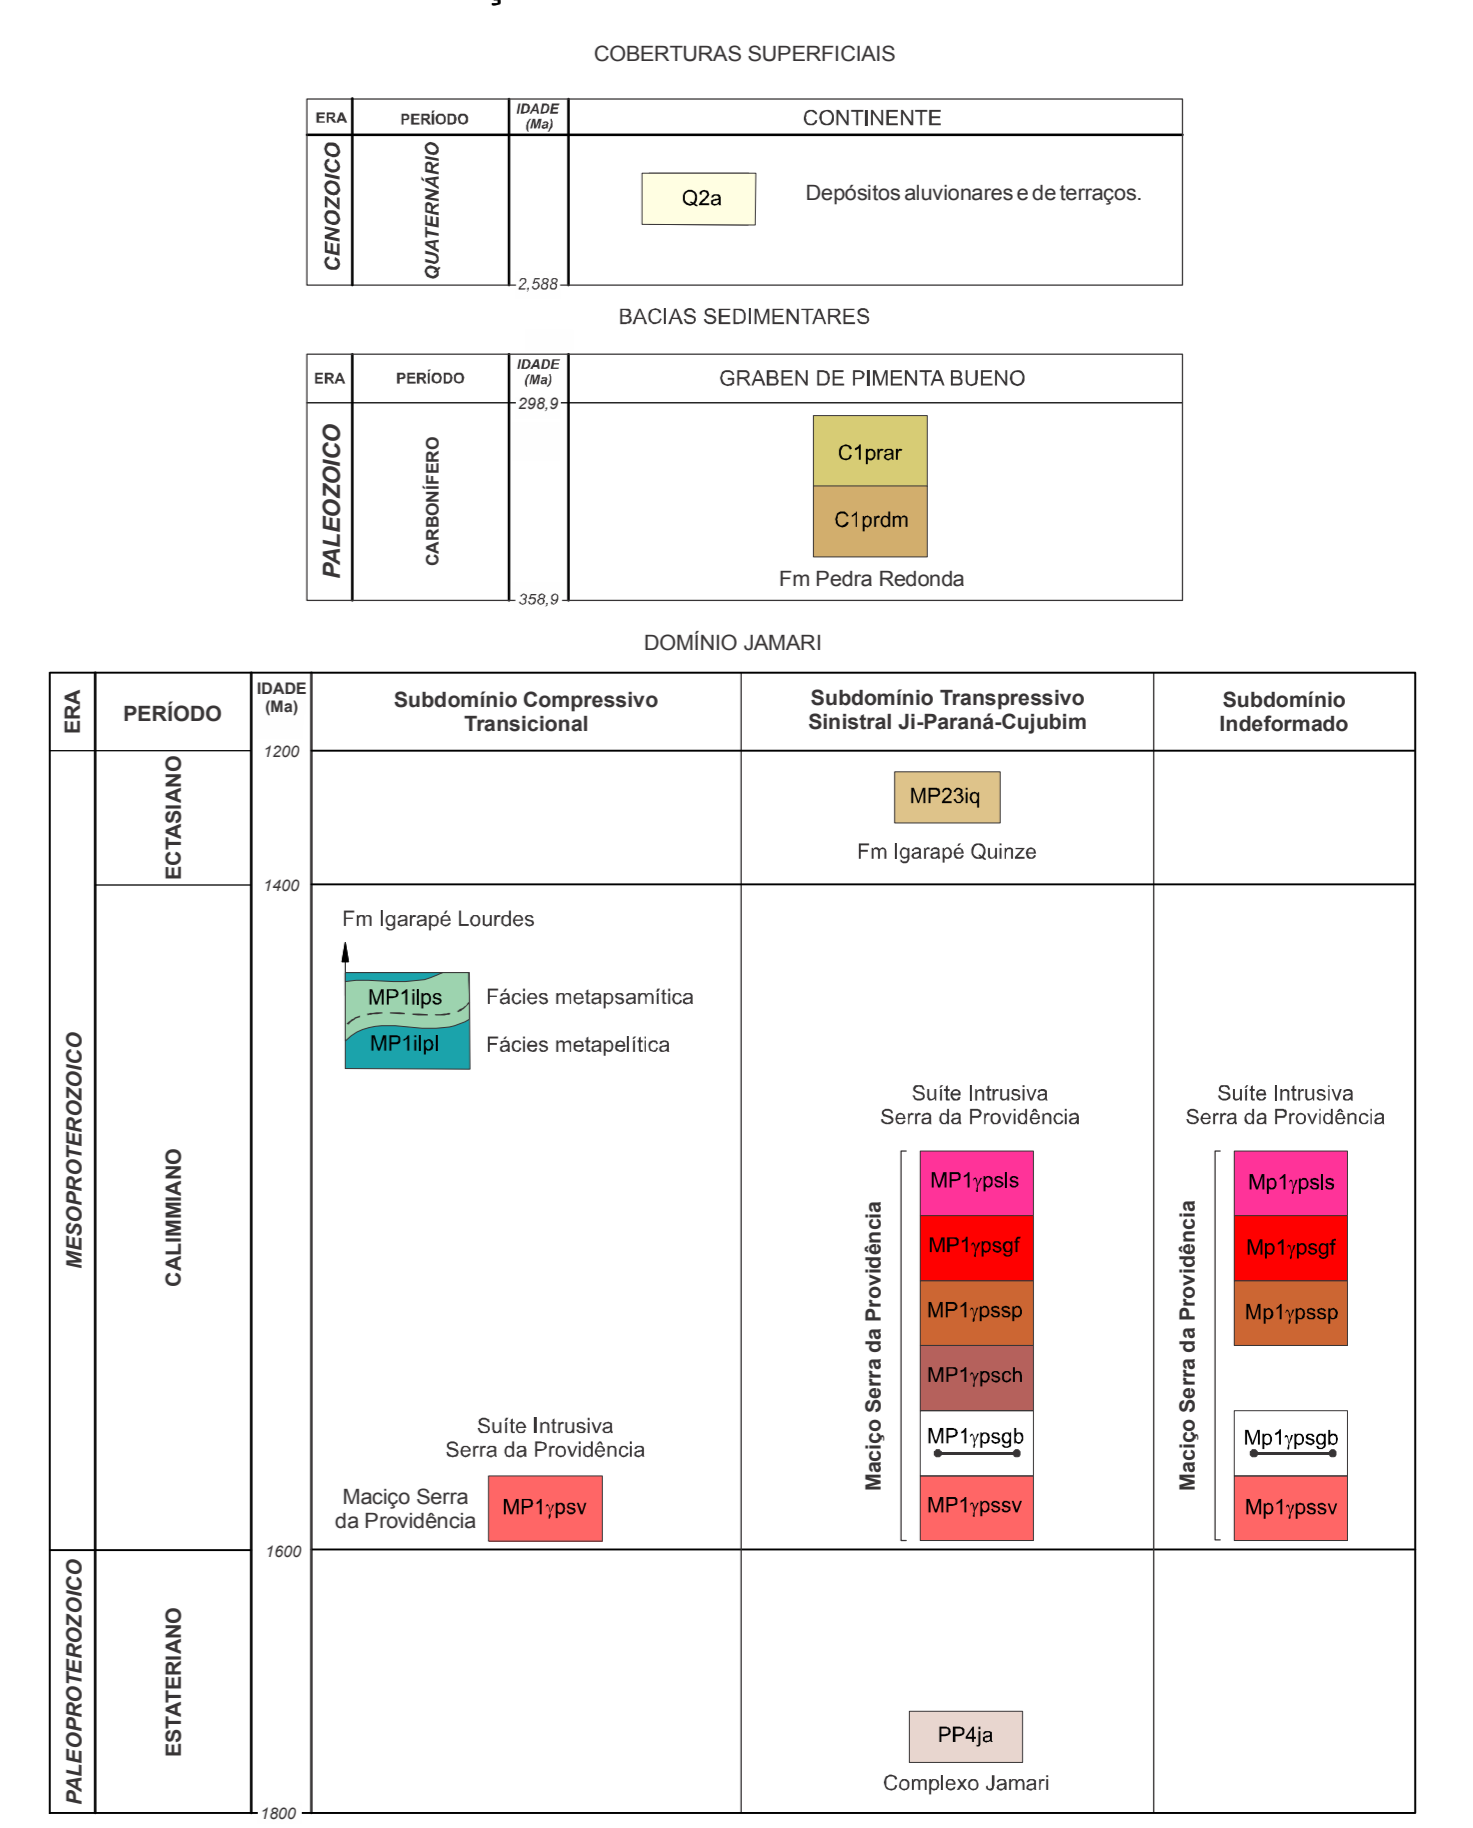 COBERTURAS SUPERFICIAIS
ERA
PERÍODO
IDADE
(Ma)
CONTINENTE
CENOZOICO
QUATERNÁRIO
Q2a
Depósitos aluvionares e de terraços.
2,588
BACIAS SEDIMENTARES
ERA
PERÍODO
IDADE
(Ma)
GRABEN DE PIMENTA BUENO
298,9
PALEOZOICO
CARBONÍFERO
C1prar
C1prdm
Fm Pedra Redonda
358,9
DOMÍNIO JAMARI
ERA
PERÍODO
IDADE
(Ma)
Subdomínio Compressivo
Transicional
Subdomínio Transpressivo
Sinistral Ji-Paraná-Cujubim
Subdomínio
Indeformado
1200
MESOPROTEROZOICO
ECTASIANO
MP23iq
Fm Igarapé Quinze
1400
CALIMMIANO
Fm Igarapé Lourdes
MP1ilps
Fácies metapsamítica
MP1ilpl
Fácies metapelítica
Suíte Intrusiva
Serra da Providência
Maciço Serra
da Providência
MP1γpsv
Suíte Intrusiva
Serra da Providência
Maciço Serra da Providência
MP1γpsls
MP1γpsgf
MP1γpssp
MP1γpsch
MP1γpsgb
MP1γpssv
Suíte Intrusiva
Serra da Providência
Maciço Serra da Providência
Mp1γpsls
Mp1γpsgf
Mp1γpssp
Mp1γpsgb
Mp1γpssv
1600
PALEOPROTEROZOICO
ESTATERIANO
PP4ja
Complexo Jamari
1800